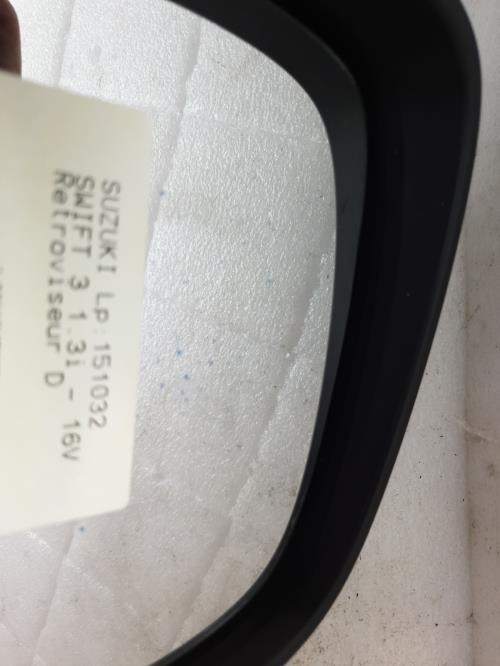 SUZUKI Lp:151032
SWIFT 3 1.3i - 16V
Retroviseur D